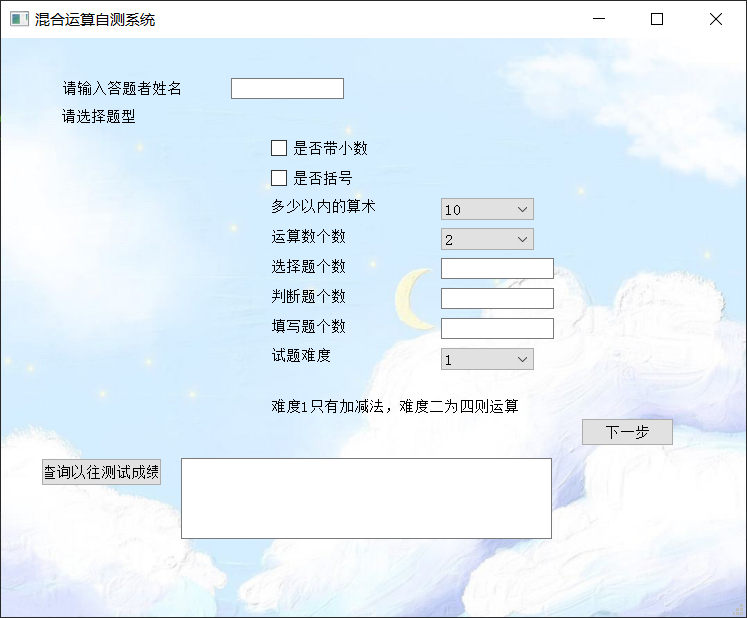 混合运算自测系统
请输入答题者姓名
请选择题型
是否带小数
是否括号
多少以内的算术 10
运算数个数 2
选择题个数
判断题个数
填写题个数
试题难度 1
难度1只有加减法，难度二为四则运算
下一步
查询以往测试成绩